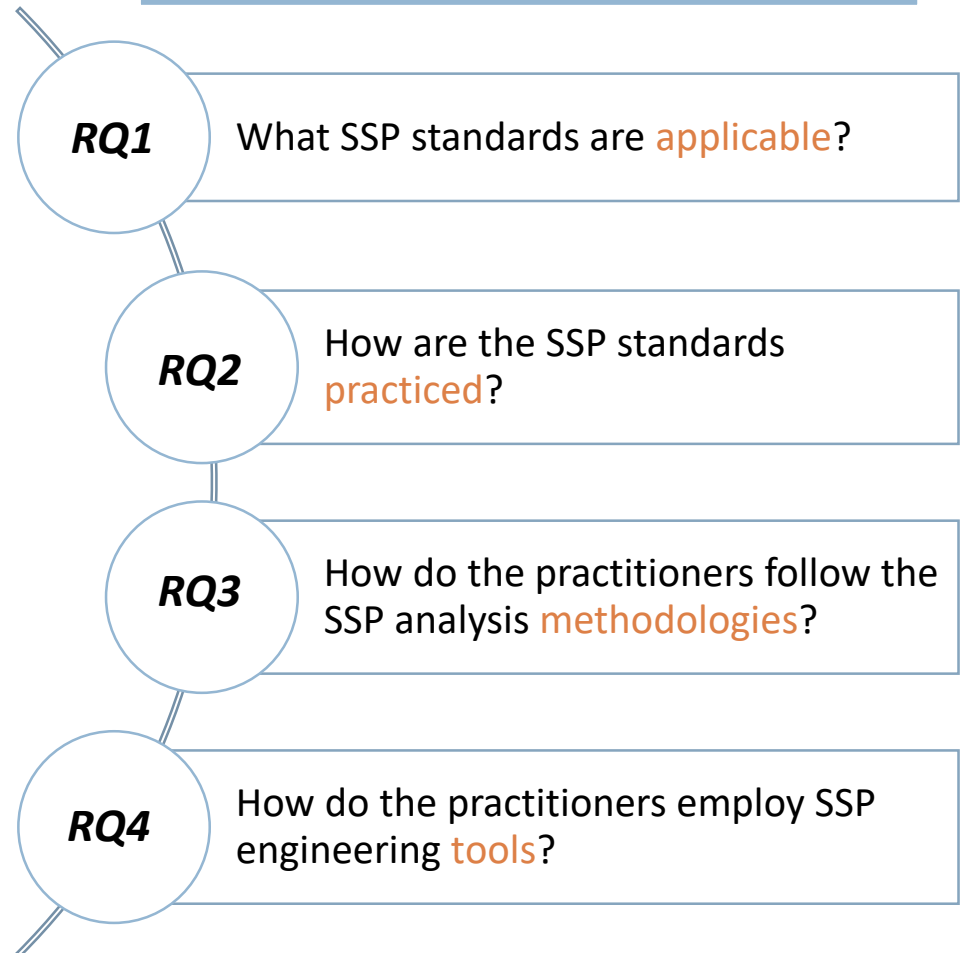 RQ1
What SSP standards are applicable?
RQ2
How are the SSP standards
practiced?
RQ3
How do the practitioners follow the
SSP analysis methodologies?
RQ4
How do the practitioners employ SSP
engineering tools?